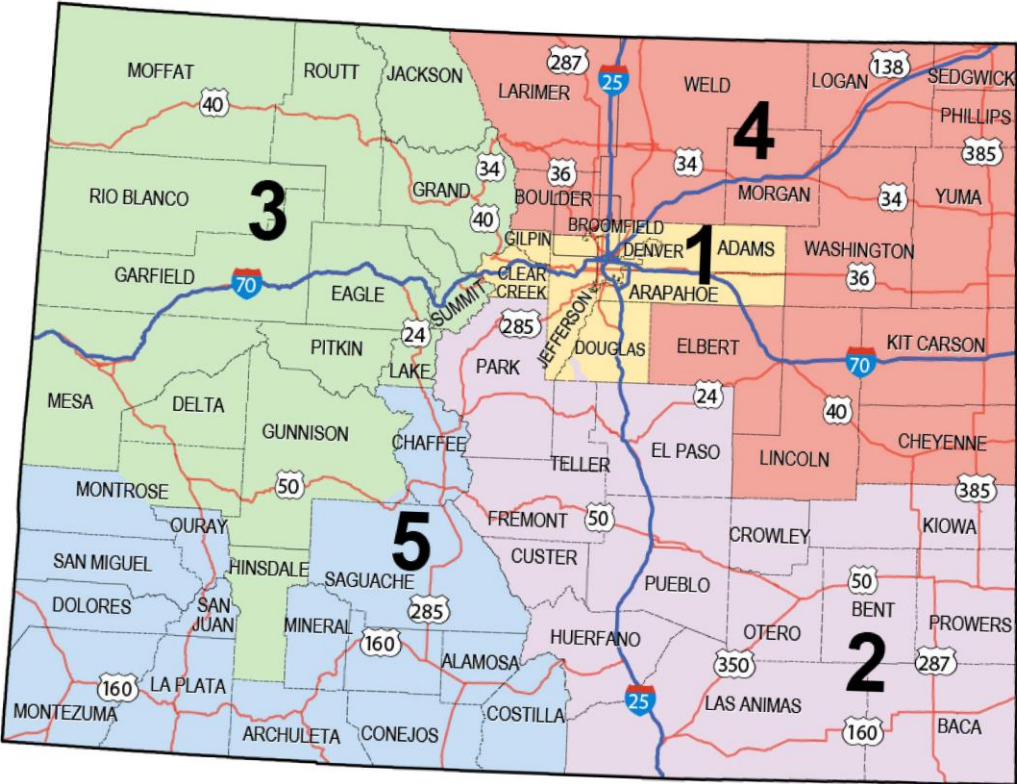 MOFFAT
ROUTT
JACKSON
LARIMER
287
25
WELD
LOGAN
138
SEDGWICK
PHILLIPS
385
40
4
34
36
34
GRAND
40
RIO BLANCO
3
BOULDER
MORGAN
34
YUMA
BROOMFIELD
GILPIN
DENVER
1
ADAMS
WASHINGTON
36
GARFIELD
70
EAGLE
SUMMIT
CLEAR
CREEK
ARAPAHOE
285
JEFFERSON
24
PITKIN
LAKE
PARK
DOUGLAS
ELBERT
70
KIT CARSON
MESA
DELTA
GUNNISON
CHAFFEE
24
40
CHEYENNE
TELLER
EL PASO
LINCOLN
MONTROSE
50
385
OURAY
5
FREMONT
50
CROWLEY
KIOWA
SAN MIGUEL
HINSDALE
SAGUACHE
CUSTER
PUEBLO
50
DOLORES
SAN
JUAN
MINERAL
285
BENT
PROWERS
160
HUERFANO
OTERO
2
ALAMOSA
350
287
160
LA PLATA
25
LAS ANIMAS
MONTEZUMA
ARCHULETA
CONEJOS
COSTILLA
160
BACA